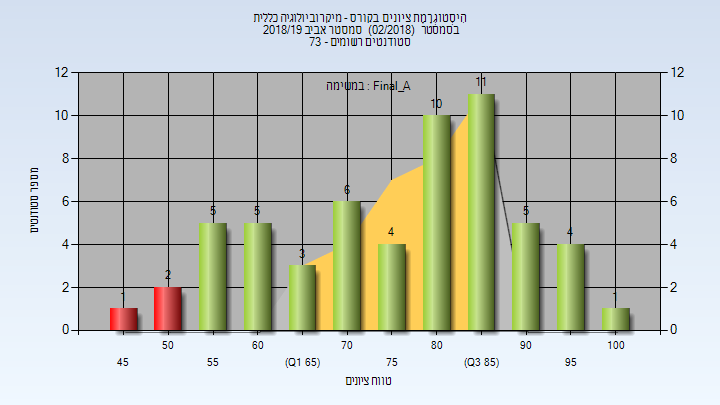 הִיסְטוֹגְרָמַת ציונים בקורס - מיקרוביולוגיה כללית
בסמסטר (02/2018) סמסטר אביב 2018/19
סטודנטים רשומים - 73
במשימה : Final_A
12 12
10 10
8 8
6 6
4 4
2 2
0 0
1 2 5 5 3 6 4 10 11 5 4 1
מספר סטודנטים
45 50 55 60 (Q1 65) 70 75 80 (Q3 85) 90 95 100
טווח ציונים